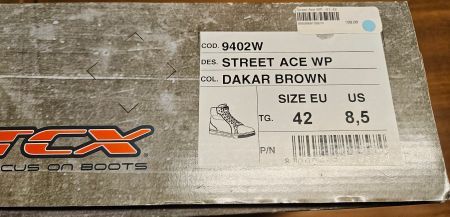 COD. 9402W
DES. STREET ACE WP
COL. DAKAR BROWN
SIZE EU US
TG. 42 8,5
P/N
TCX
OCUS ON BOOTS